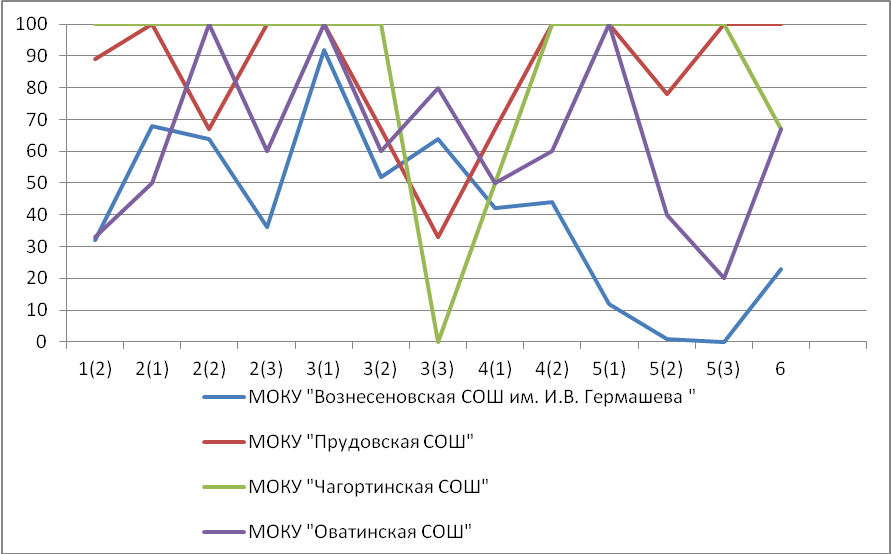 100
90
80
70
60
50
40
30
20
10
0
1(2) 2(1) 2(2) 2(3) 3(1) 3(2) 3(3) 4(1) 4(2) 5(1) 5(2) 5(3) 6
МОКУ "Вознесеновская СОШ им. И.В. Гермашева "
МОКУ "Прудовская СОШ"
МОКУ "Чагортинская СОШ"
МОКУ "Оватинская СОШ"